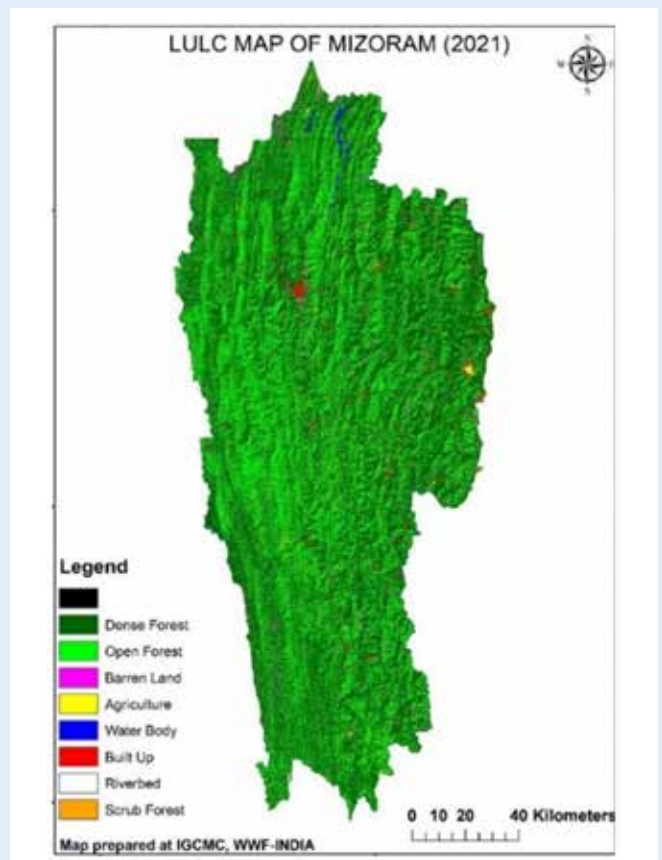 LULC MAP OF MIZORAM (2021)
S
W
S
Legend
Dense Forest
Open Forest
Barren Land
Agriculture
Water Body
Built Up
Riverbed
Scrub Forest
0 10 20 40 Kilometers
Map prepared at IGCMC, WWF-INDIA